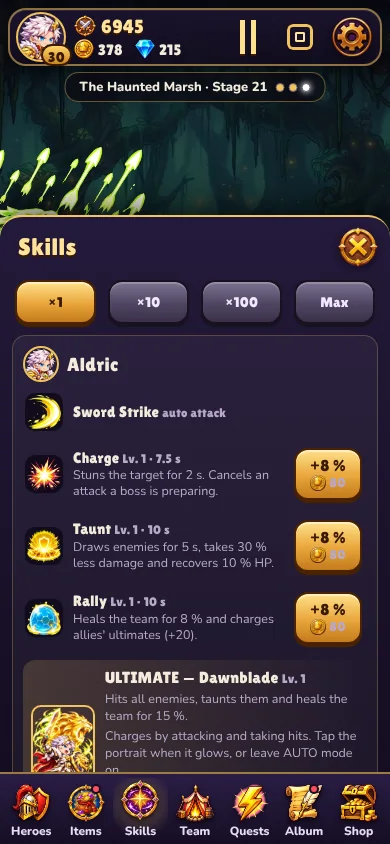 6945
30
378
215
The Haunted Marsh · Stage 21
Skills
×1
×10
×100
Max
Aldric
Sword Strike auto attack
Charge Lv. 1 · 7.5 s
Stuns the target for 2 s. Cancels an
attack a boss is preparing.
+8 %
80
Taunt Lv. 1 · 10 s
Draws enemies for 5 s, takes 30 %
less damage and recovers 10 % HP.
+8 %
80
Rally Lv. 1 · 10 s
Heals the team for 8 % and charges
allies' ultimates (+20).
+8 %
80
ULTIMATE — Dawnblade Lv. 1
Hits all enemies, taunts them and heals the
team for 15 %.
Charges by attacking and taking hits. Tap the
portrait when it glows, or leave AUTO mode
on.
Heroes
Items
Skills
Team
Quests
Album
Shop